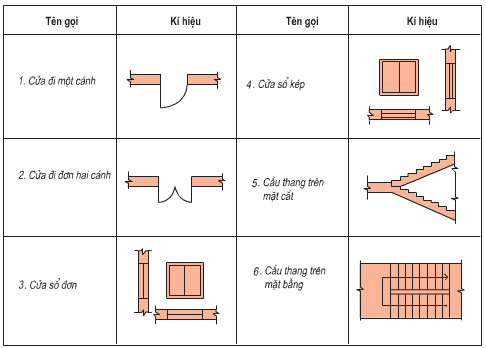 Tên gọi
Kí hiệu
Tên gọi
Kí hiệu
1. Cửa đi một cánh
4. Cửa sổ kép
2. Cửa đi đơn hai cánh
5. Cầu thang trên
mặt cắt
3. Cửa sổ đơn
6. Cầu thang trên
mặt bằng